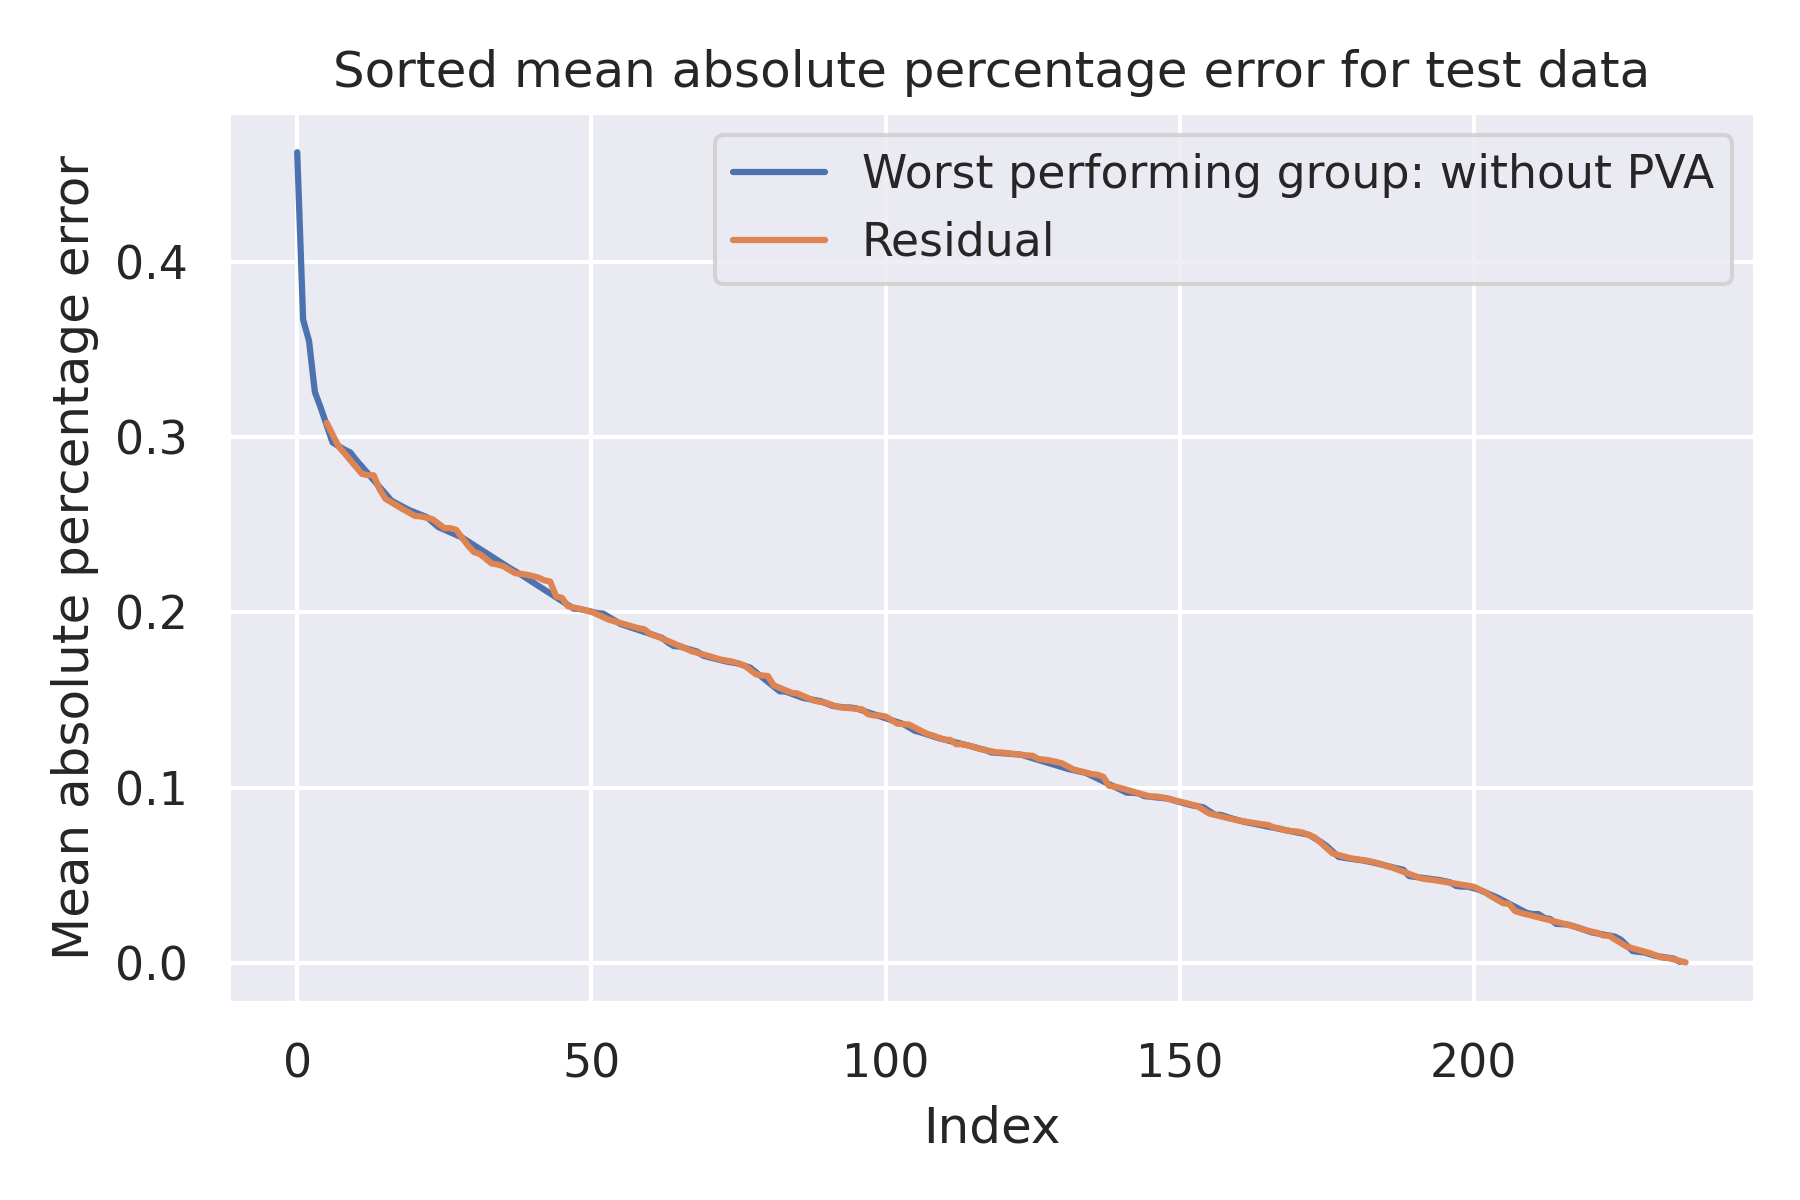 Sorted mean absolute percentage error for test data
Worst performing group: without PVA
Residual
Mean absolute percentage error
0.4
0.3
0.2
0.1
0.0
0 50 100 150 200
Index